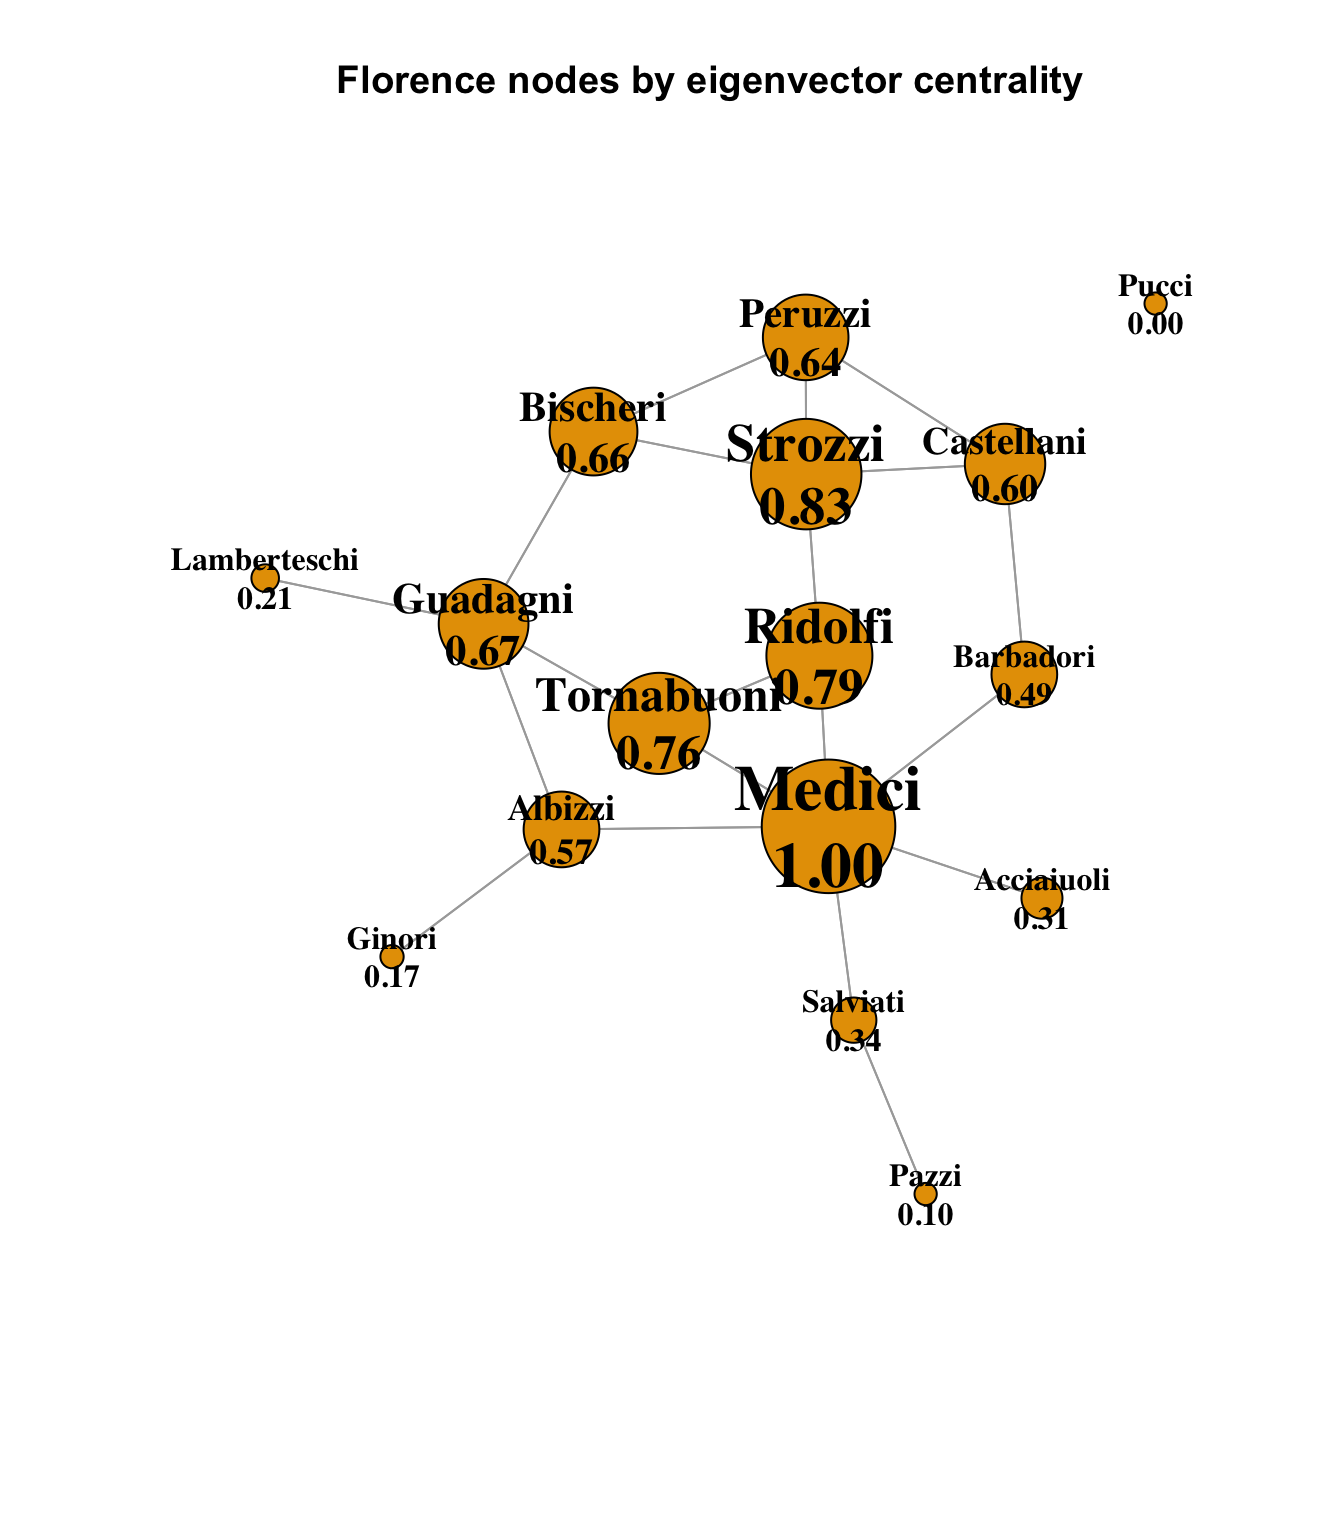 Florence nodes by eigenvector centrality
Pucci
0.00
Peruzzi
0.64
Bischeri
0.66
Strozzi
0.83
Castellani
0.60
Lamberteschi
0.21
Guadagni
0.67
Ridolfi
0.79
Barbadori
0.49
Tornabuoni
0.76
Medici
1.00
Albizzi
0.57
Acciaiuoli
0.31
Ginori
0.17
Salviati
0.34
Pazzi
0.10